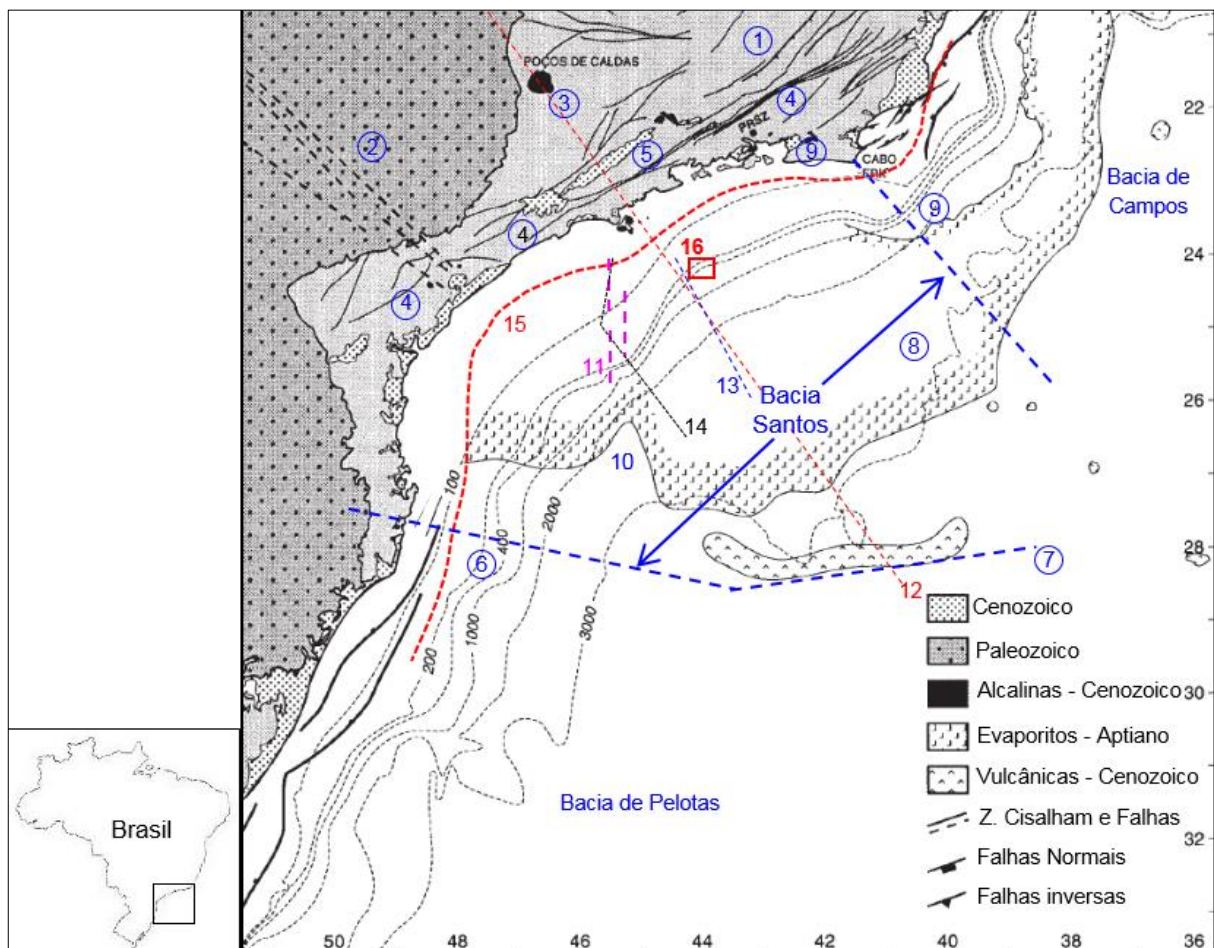 1
POÇOS DE CALDAS
3
4
22
2
PRSZ
5
9
CABO
FRIO
Bacia de
Campos
9
4
16
24
4
15
8
11
13
Bacia
Santos
26
14
10
100
2000
400
6
28
7
12
1000
3000
200
Cenozoico
Paleozoico
30
Alcalinas - Cenozoico
Evaporitos - Aptiano
Vulcânicas - Cenozoico
Bacia de Pelotas
Brasil
Z. Cisalham e Falhas
32
Falhas Normais
Falhas inversas
50
48
46
44
42
40
38
36